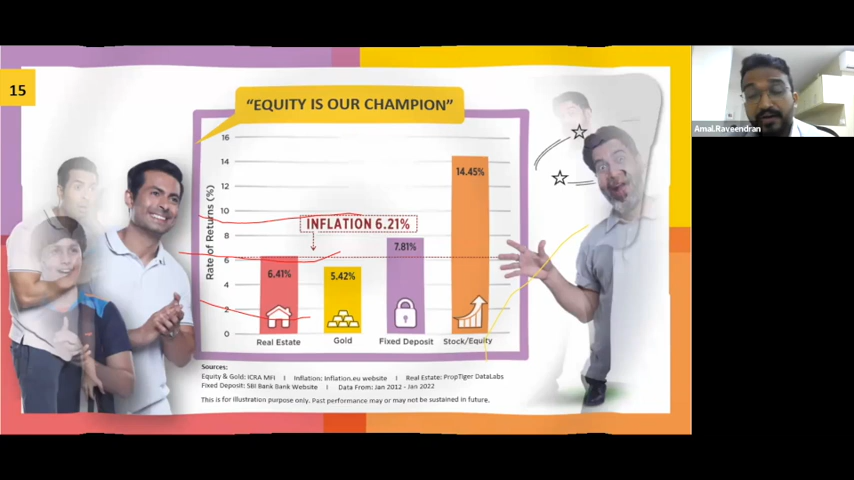 15
"EQUITY IS OUR CHAMPION"
Rate of Returns (%)
16
14
12
10
8
6
4
2
0
INFLATION 6.21%
6.41%
5.42%
7.81%
14.45%
Real Estate
Gold
Fixed Deposit
Stock/Equity
Sources:
Equity & Gold: ICRA MFI I Inflation: Inflation.eu website I Real Estate: PropTiger DataLabs
Fixed Deposit: SBI Bank Bank Website I Data From: Jan 2012 - Jan 2022
This is for illustration purpose only. Past performance may or may not be sustained in future.
Amal.Raveendran